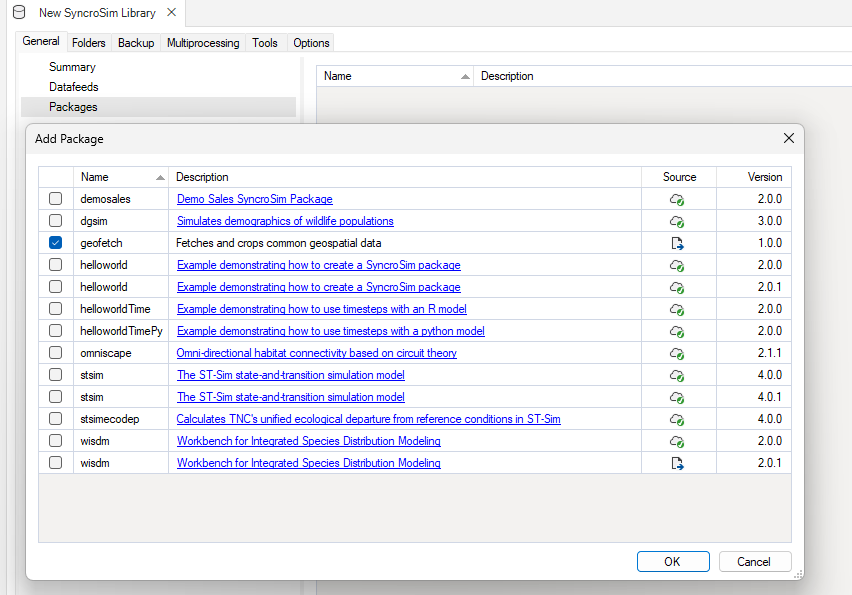 New SyncroSim Library
General Folders Backup Multiprocessing Tools Options
Summary
Datafeeds
Packages
Name Description
Add Package
Name Description Source Version
demosales Demo Sales SyncroSim Package 2.0.0
dgsim Simulates demographics of wildlife populations 3.0.0
geofetch Fetches and crops common geospatial data 1.0.0
helloworld Example demonstrating how to create a SyncroSim package 2.0.0
helloworld Example demonstrating how to create a SyncroSim package 2.0.1
helloworldTime Example demonstrating how to use timesteps with an R model 2.0.0
helloworldTimePy Example demonstrating how to use timesteps with a python model 2.0.0
omniscape Omni-directional habitat connectivity based on circuit theory 2.1.1
stsim The ST-Sim state-and-transition simulation model 4.0.0
stsim The ST-Sim state-and-transition simulation model 4.0.1
stsimecodep Calculates TNC's unified ecological departure from reference conditions in ST-Sim 4.0.0
wisdm Workbench for Integrated Species Distribution Modeling 2.0.0
wisdm Workbench for Integrated Species Distribution Modeling 2.0.1
OK Cancel